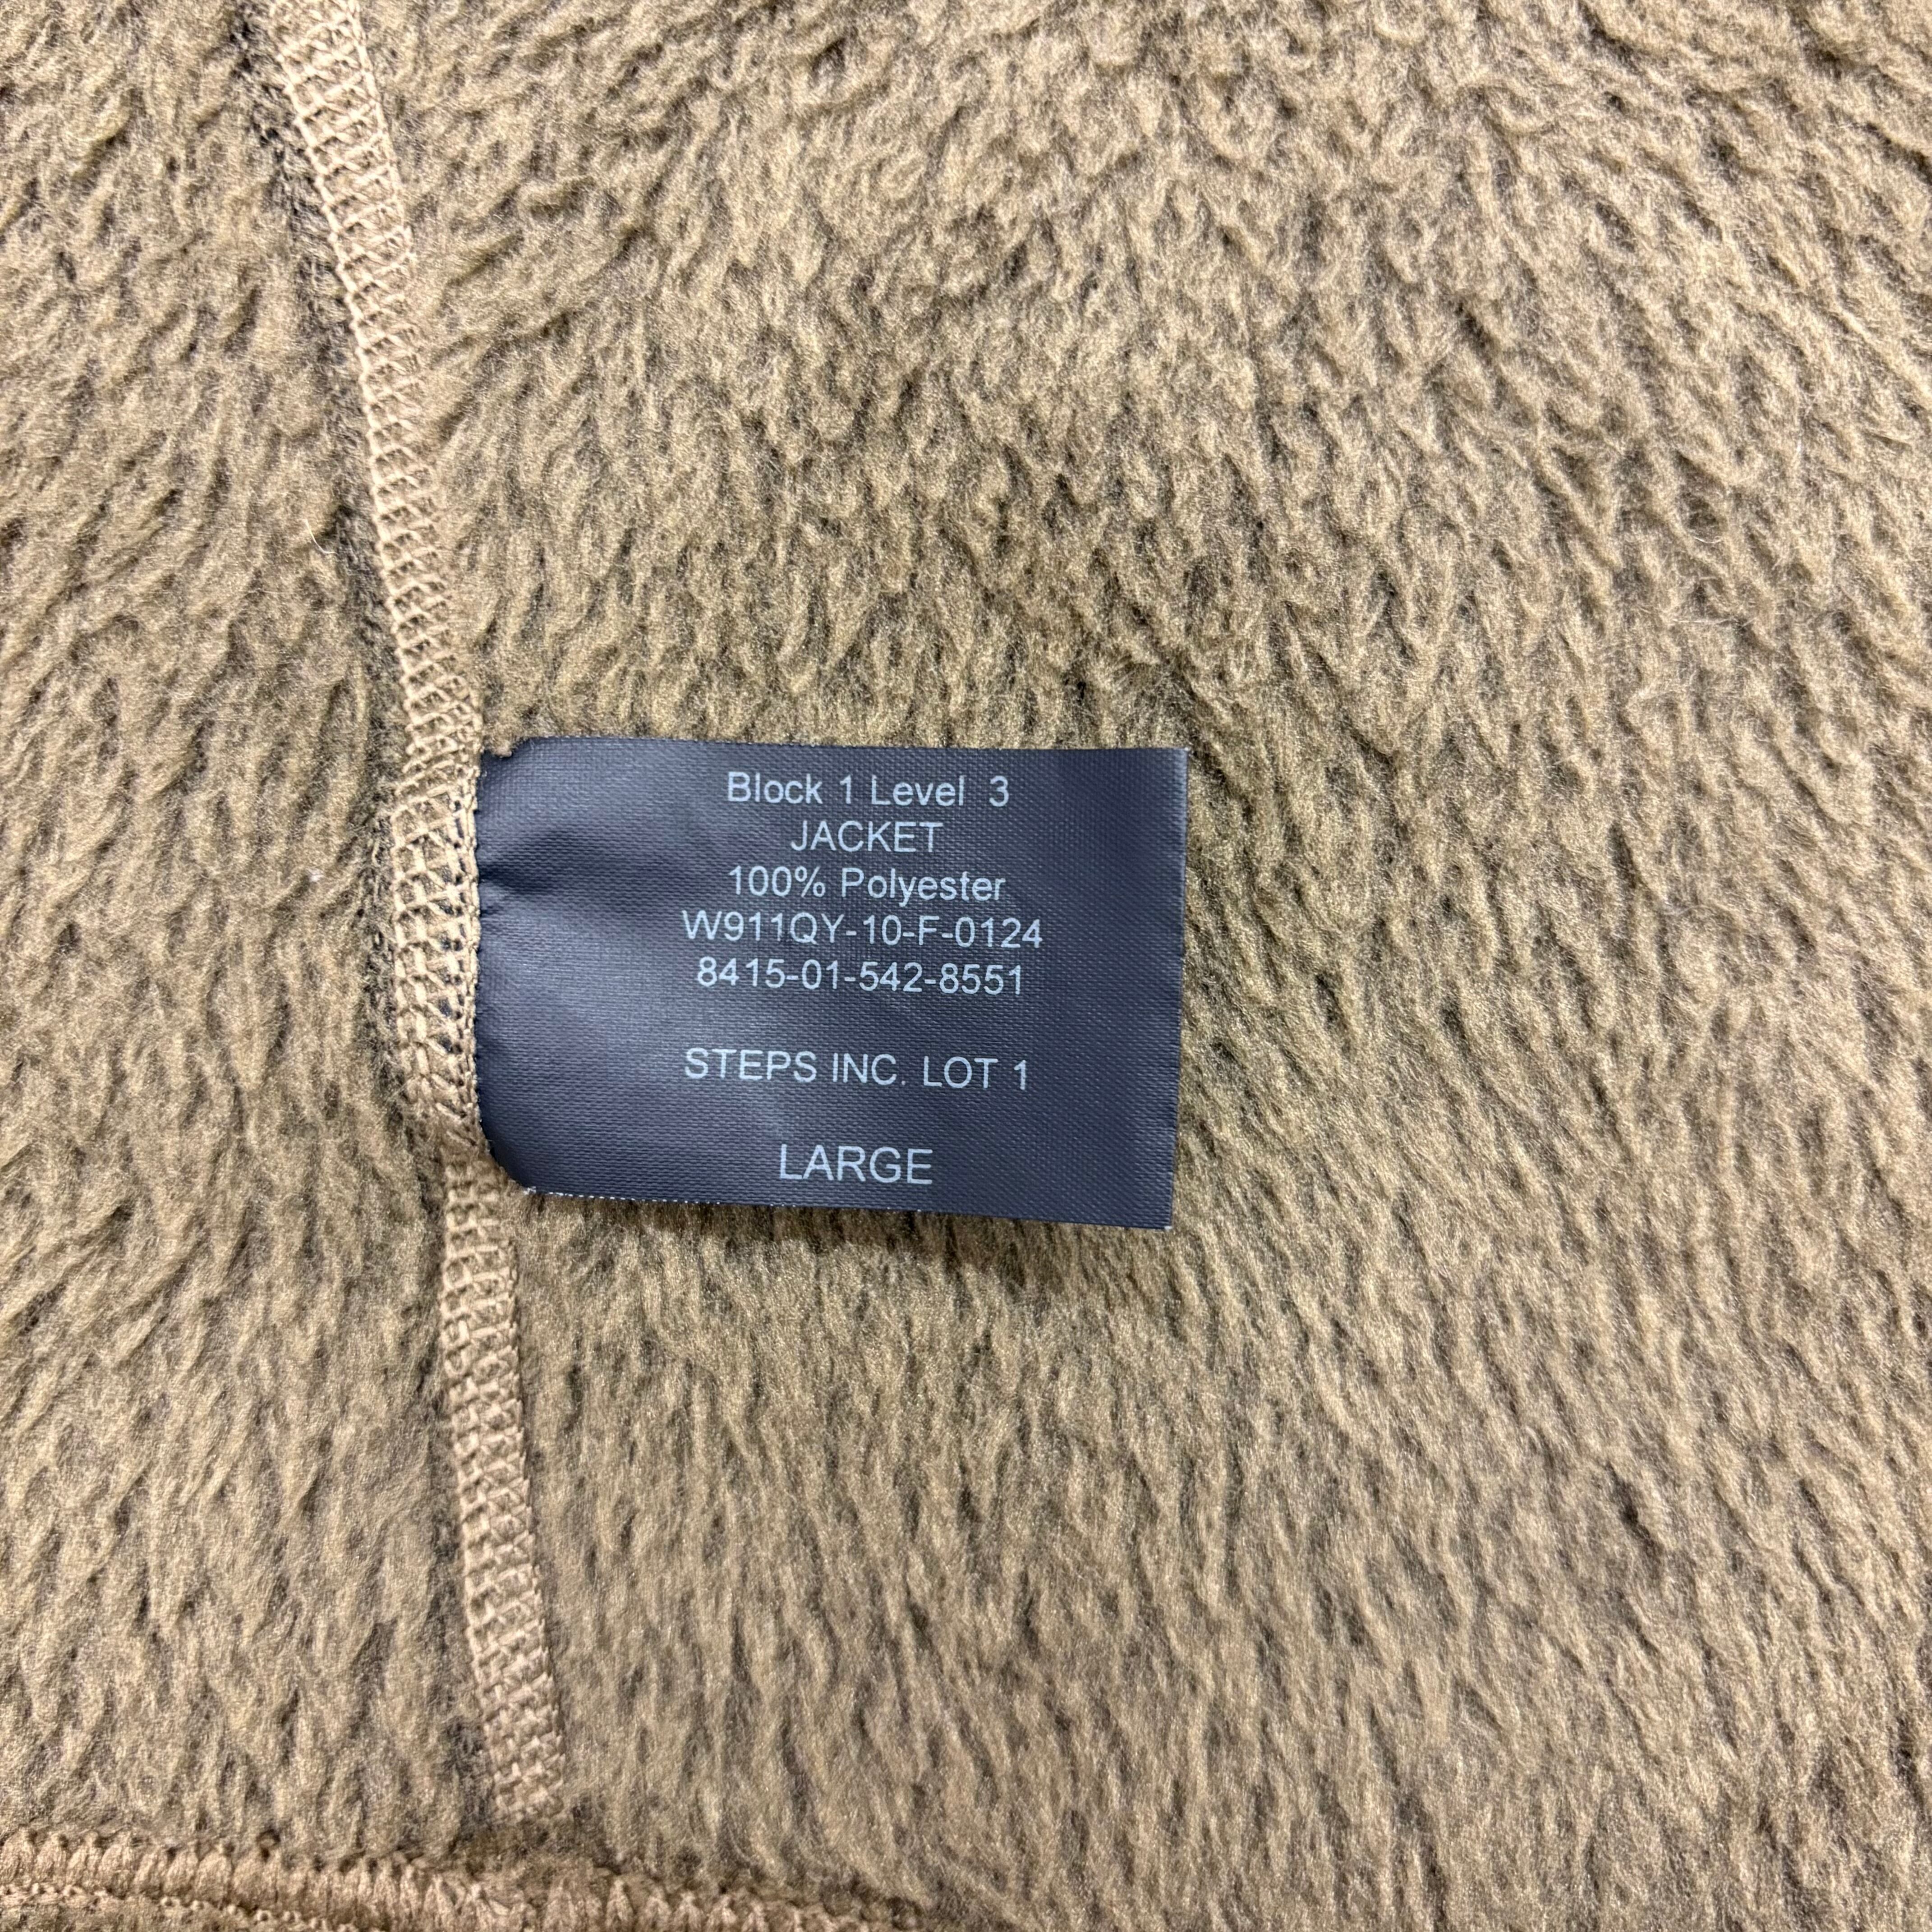 Block 1 Level 3
JACKET
100% Polyester
W911QY-10-F-0124
8415-01-542-8551
STEPS INC. LOT 1
LARGE